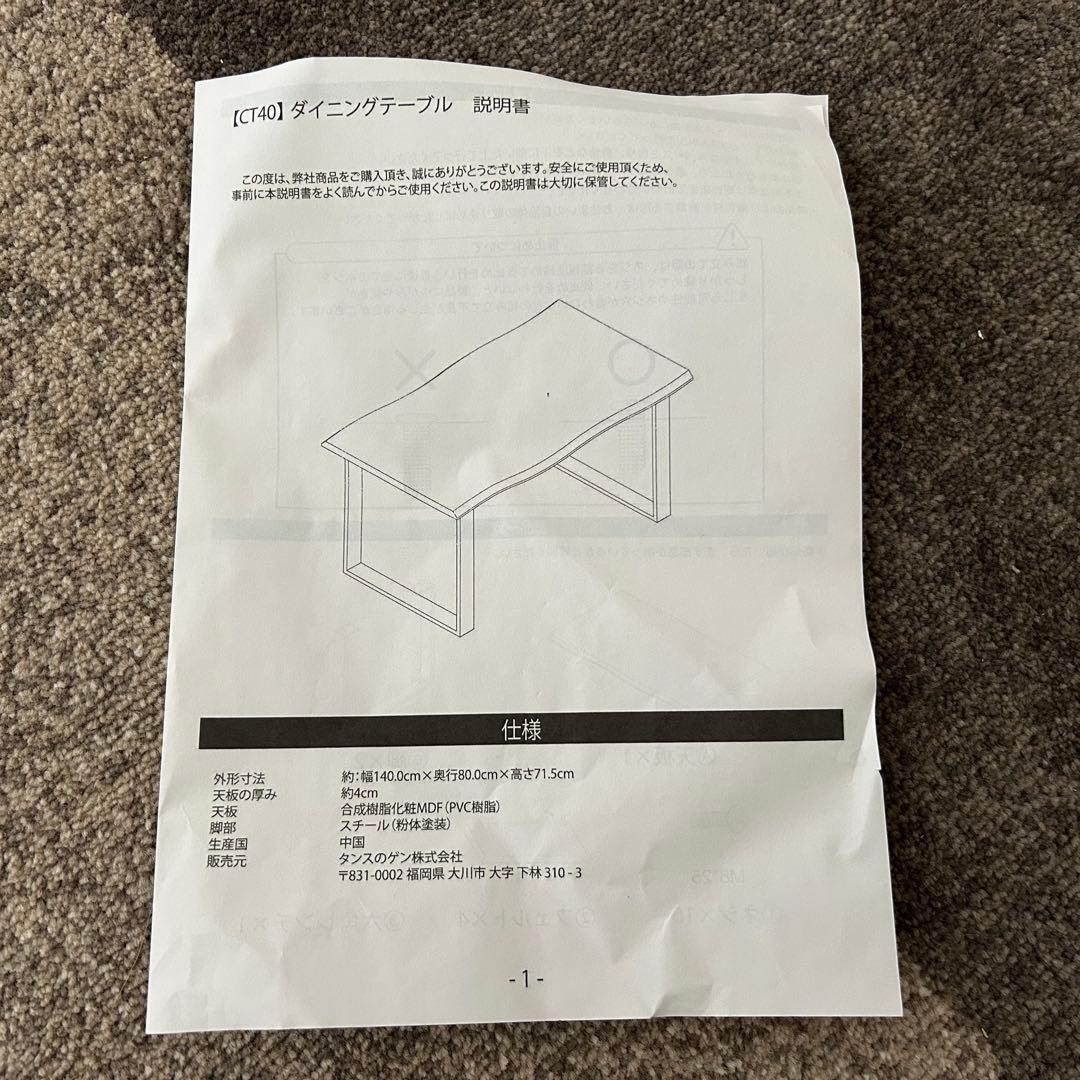 【CT40】ダイニングテーブル　説明書
この度は、弊社商品をご購入頂き、誠にありがとうございます。安全にご使用頂くため、
事前に本説明書をよく読んでからご使用ください。この説明書は大切に保管してください。
仕様
外形寸法　約：幅140.0cm×奥行80.0cm×高さ71.5cm
天板の厚み　約4cm
天板　合成樹脂化粧MDF（PVC樹脂）
脚部　スチール（粉体塗装）
生産国　中国
販売元　タンスのゲン株式会社
〒831-0002 福岡県 大川市 大字 下林 310 - 3
- 1 -